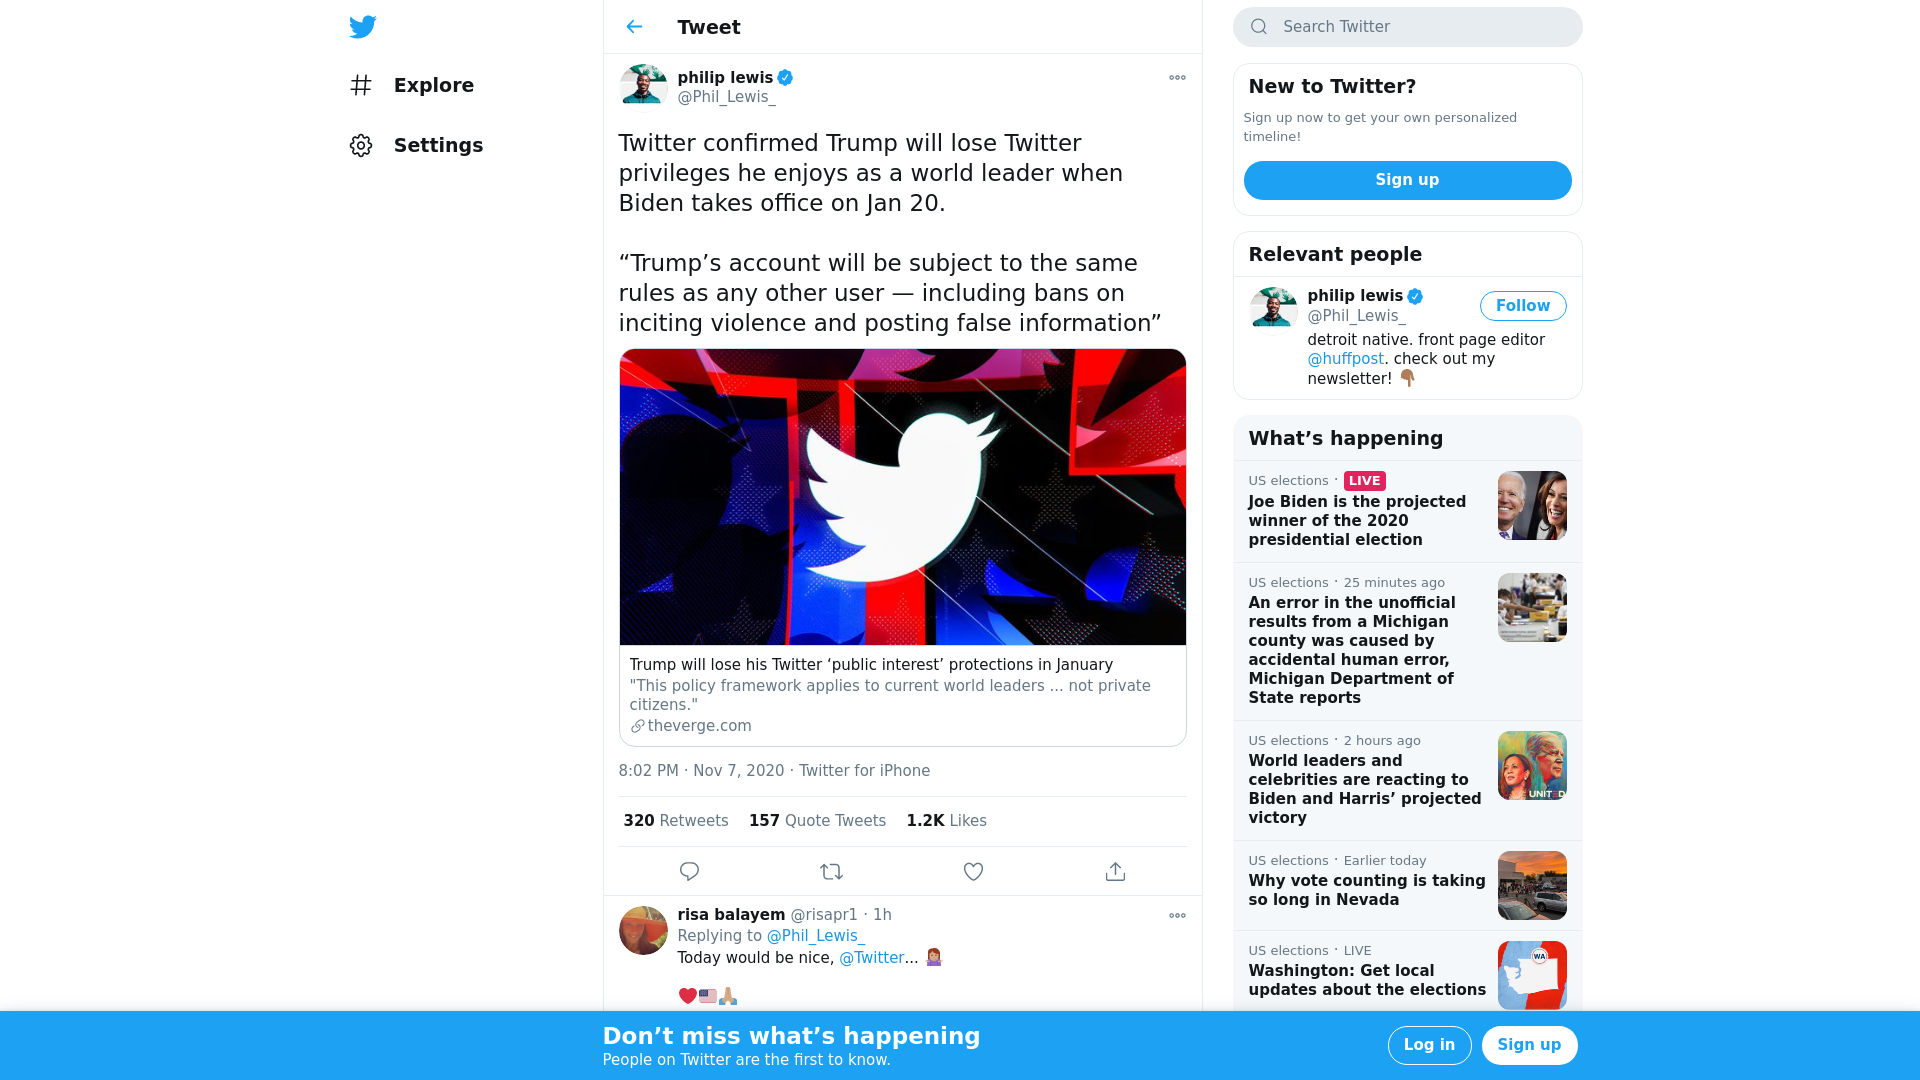 Explore
Settings
Tweet
philip lewis
@Phil_Lewis_
Twitter confirmed Trump will lose Twitter
privileges he enjoys as a world leader when
Biden takes office on Jan 20.
“Trump’s account will be subject to the same
rules as any other user — including bans on
inciting violence and posting false information”
Trump will lose his Twitter ‘public interest’ protections in January
"This policy framework applies to current world leaders ... not private
citizens."
theverge.com
8:02 PM · Nov 7, 2020 · Twitter for iPhone
320 Retweets 157 Quote Tweets 1.2K Likes
risa balayem @risapr1 · 1h
Replying to @Phil_Lewis_
Today would be nice, @Twitter... 🤷🏽‍♀️
❤️🇺🇸🙏🏼
Search Twitter
New to Twitter?
Sign up now to get your own personalized
timeline!
Sign up
Relevant people
philip lewis
@Phil_Lewis_
Follow
detroit native. front page editor
@huffpost. check out my
newsletter! 👇🏾
What’s happening
US elections · LIVE
Joe Biden is the projected
winner of the 2020
presidential election
US elections · 25 minutes ago
An error in the unofficial
results from a Michigan
county was caused by
accidental human error,
Michigan Department of
State reports
US elections · 2 hours ago
World leaders and
celebrities are reacting to
Biden and Harris’ projected
victory
UNITED
US elections · Earlier today
Why vote counting is taking
so long in Nevada
US elections · LIVE
Washington: Get local
updates about the elections
WA
Don’t miss what’s happening
People on Twitter are the first to know.
Log in
Sign up